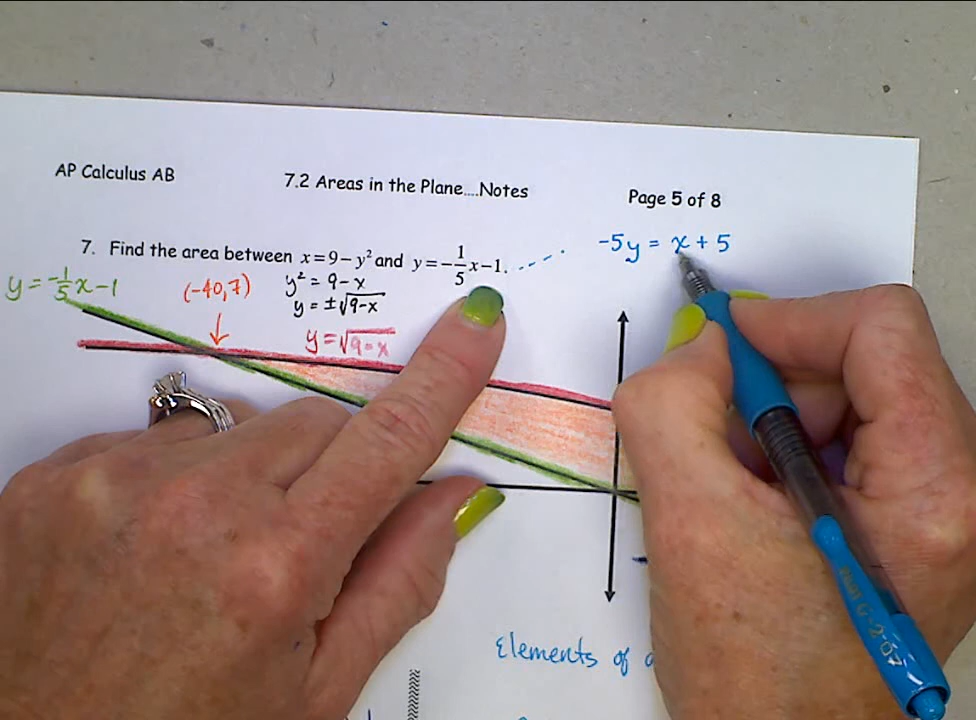 AP Calculus AB
7.2 Areas in the Plane....Notes
Page 5 of 8
7. Find the area between x=9−y² and y=−1/5x−1.
-5y = x + 5
y = -1/5x -1
(-40,7)
y² = 9-x
y = ±√9-x
y=√9-x
Elements of